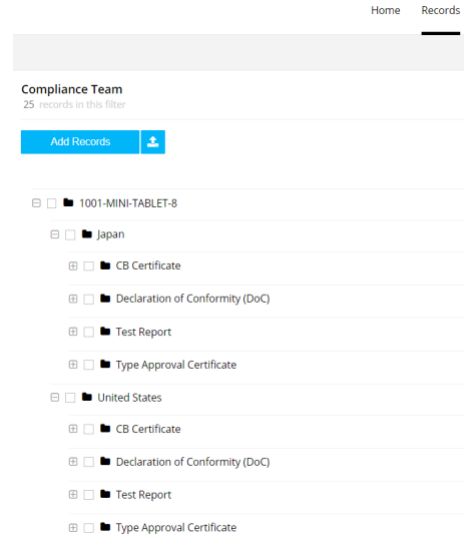 Home Records
Compliance Team
25 records in this filter
Add Records
1001-MINI-TABLET-8
Japan
CB Certificate
Declaration of Conformity (DoC)
Test Report
Type Approval Certificate
United States
CB Certificate
Declaration of Conformity (DoC)
Test Report
Type Approval Certificate